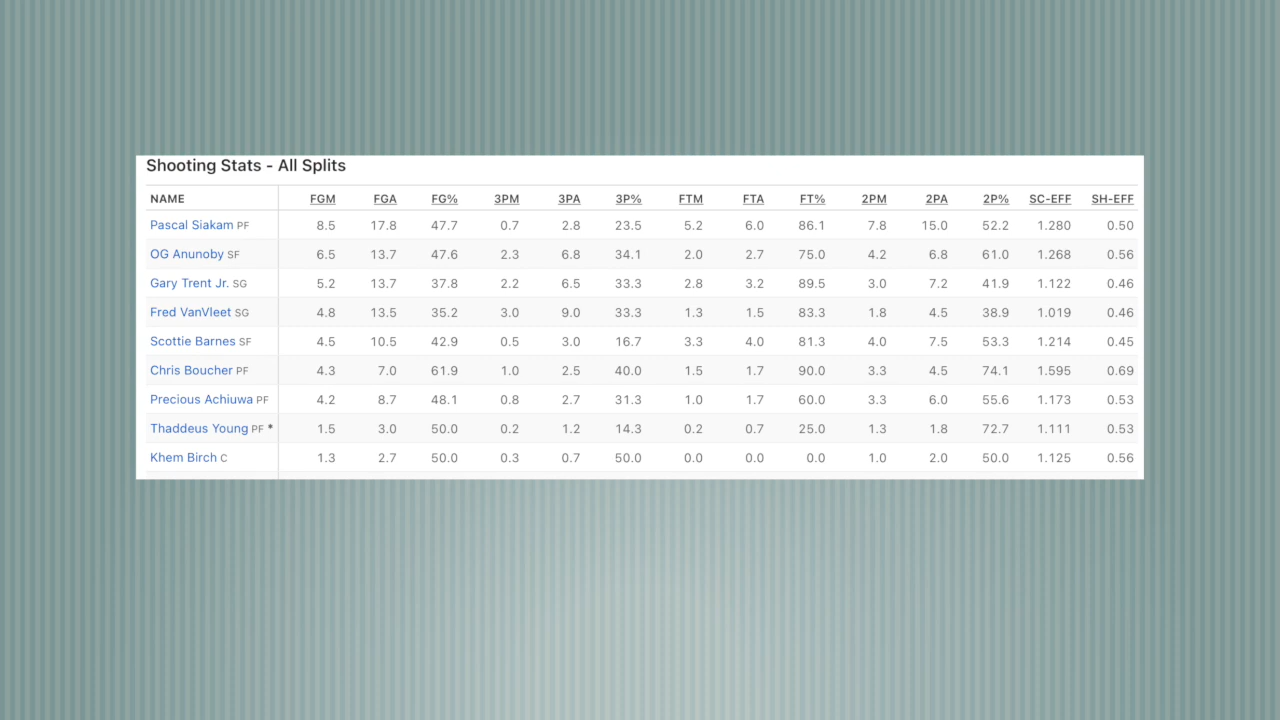 Shooting Stats - All Splits
NAME FGM FGA FG% 3PM 3PA 3P% FTM FTA FT% 2PM 2PA 2P% SC-EFF SH-EFF
Pascal Siakam PF 8.5 17.8 47.7 0.7 2.8 23.5 5.2 6.0 86.1 7.8 15.0 52.2 1.280 0.50
OG Anunoby SF 6.5 13.7 47.6 2.3 6.8 34.1 2.0 2.7 75.0 4.2 6.8 61.0 1.268 0.56
Gary Trent Jr. SG 5.2 13.7 37.8 2.2 6.5 33.3 2.8 3.2 89.5 3.0 7.2 41.9 1.122 0.46
Fred VanVleet SG 4.8 13.5 35.2 3.0 9.0 33.3 1.3 1.5 83.3 1.8 4.5 38.9 1.019 0.46
Scottie Barnes SF 4.5 10.5 42.9 0.5 3.0 16.7 3.3 4.0 81.3 4.0 7.5 53.3 1.214 0.45
Chris Boucher PF 4.3 7.0 61.9 1.0 2.5 40.0 1.5 1.7 90.0 3.3 4.5 74.1 1.595 0.69
Precious Achiuwa PF 4.2 8.7 48.1 0.8 2.7 31.3 1.0 1.7 60.0 3.3 6.0 55.6 1.173 0.53
Thaddeus Young PF * 1.5 3.0 50.0 0.2 1.2 14.3 0.2 0.7 25.0 1.3 1.8 72.7 1.111 0.53
Khem Birch C 1.3 2.7 50.0 0.3 0.7 50.0 0.0 0.0 0.0 1.0 2.0 50.0 1.125 0.56